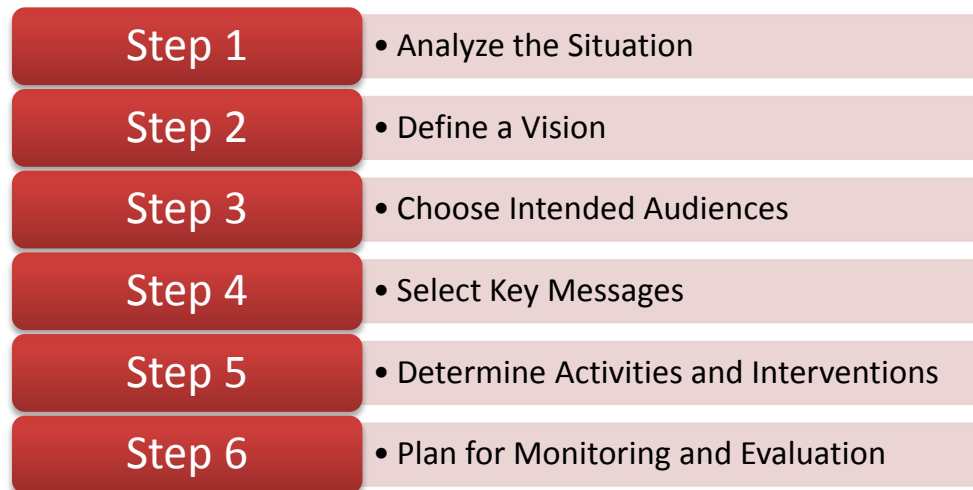 Step 1
• Analyze the Situation
Step 2
• Define a Vision
Step 3
• Choose Intended Audiences
Step 4
• Select Key Messages
Step 5
• Determine Activities and Interventions
Step 6
• Plan for Monitoring and Evaluation